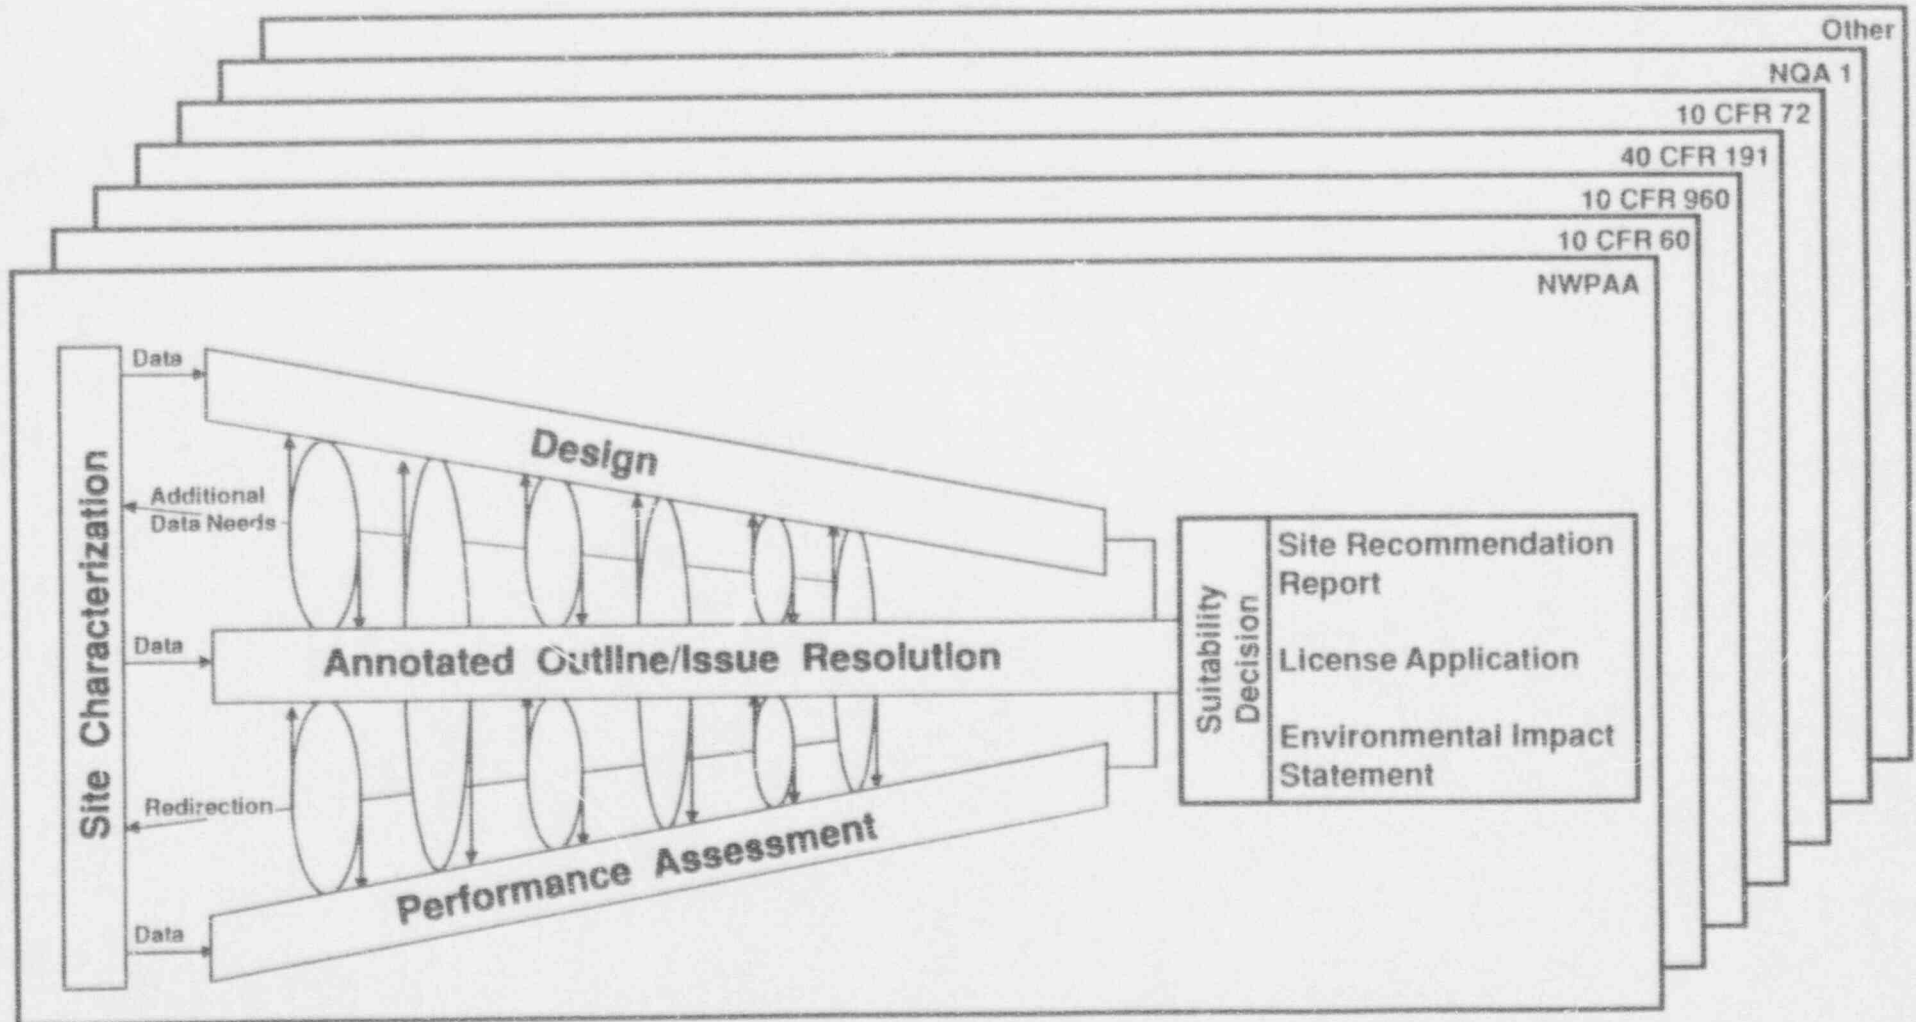 Other
NQA 1
10 CFR 72
40 CFR 191
10 CFR 960
10 CFR 60
NWPAA
Site Characterization
Data
Design
Additional
Data Needs
Data
Annotated Outline/Issue Resolution
Redirection
Performance Assessment
Data
Suitability
Decision
Site Recommendation
Report
License Application
Environmental Impact
Statement